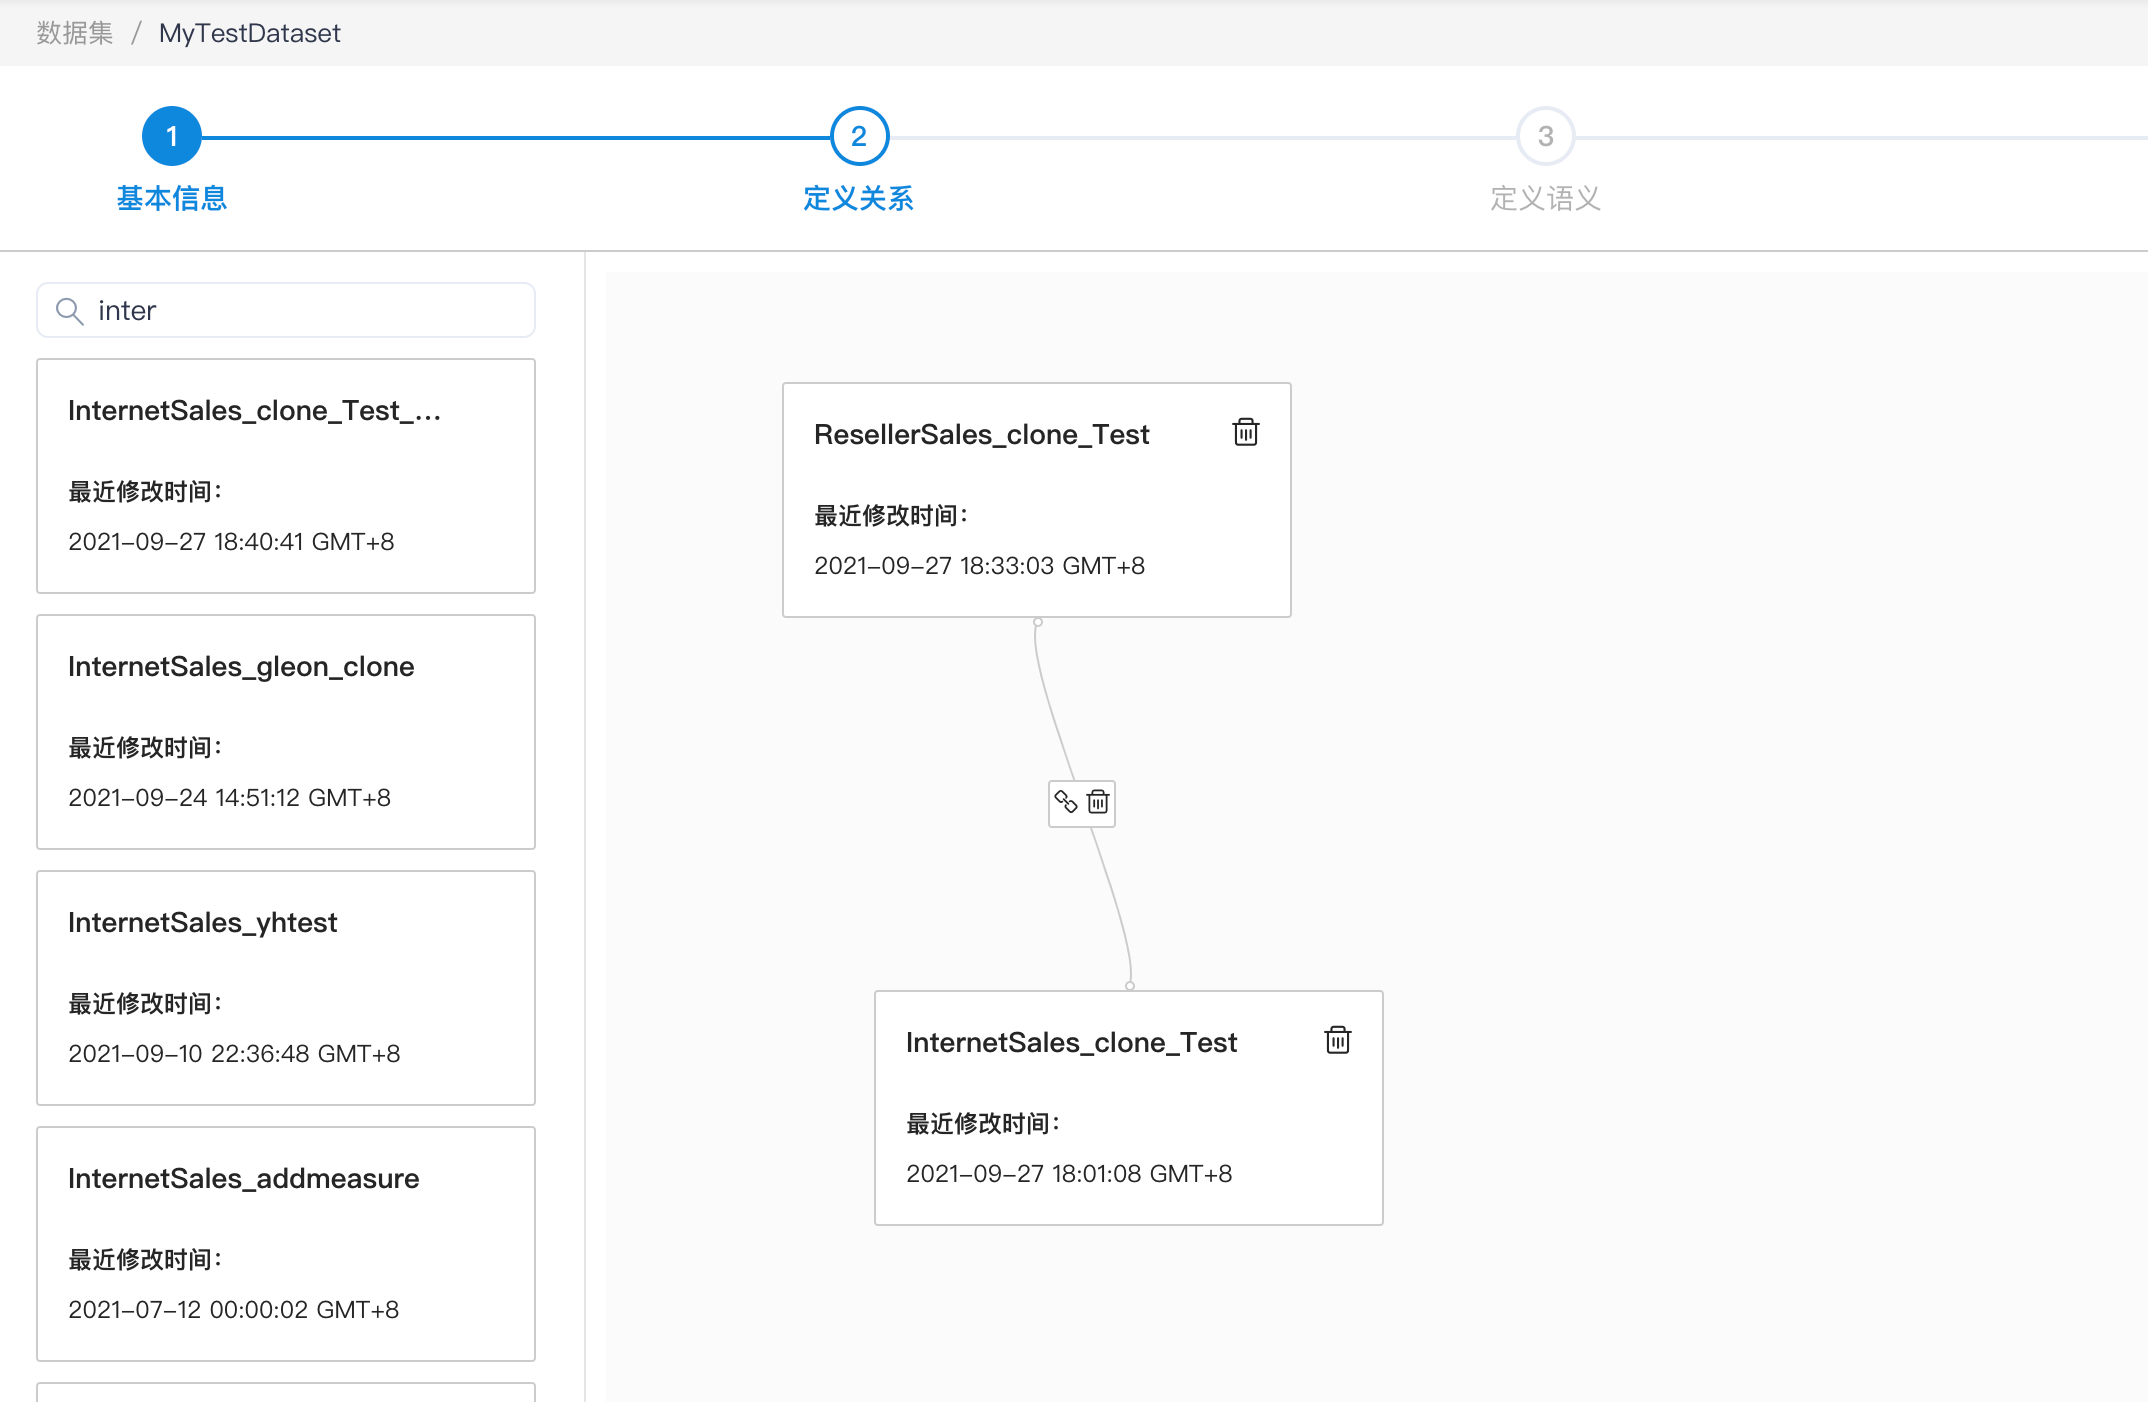 数据集 / MyTestDataset
1
2
3
基本信息
定义关系
定义语义
inter
InternetSales_clone_Test_...
最近修改时间：
2021-09-27 18:40:41 GMT+8
InternetSales_gleon_clone
最近修改时间：
2021-09-24 14:51:12 GMT+8
InternetSales_yhtest
最近修改时间：
2021-09-10 22:36:48 GMT+8
InternetSales_addmeasure
最近修改时间：
2021-07-12 00:00:02 GMT+8
ResellerSales_clone_Test
最近修改时间：
2021-09-27 18:33:03 GMT+8
InternetSales_clone_Test
最近修改时间：
2021-09-27 18:01:08 GMT+8